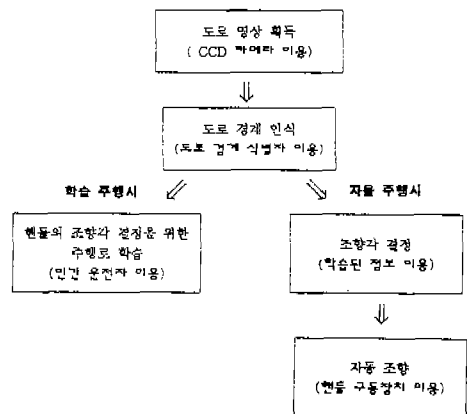 도로 영상 획득
( CCD 카메라 이용)
도로 경계 인식
(도로 경계 식별자 이용)
학습 주행시
자율 주행시
핸들의 조향각 결정을 위한
주행로 학습
(인간 운전자 이용)
조향각 결정
(학습된 정보 이용)
자동 조향
(핸들 구동장치 이용)